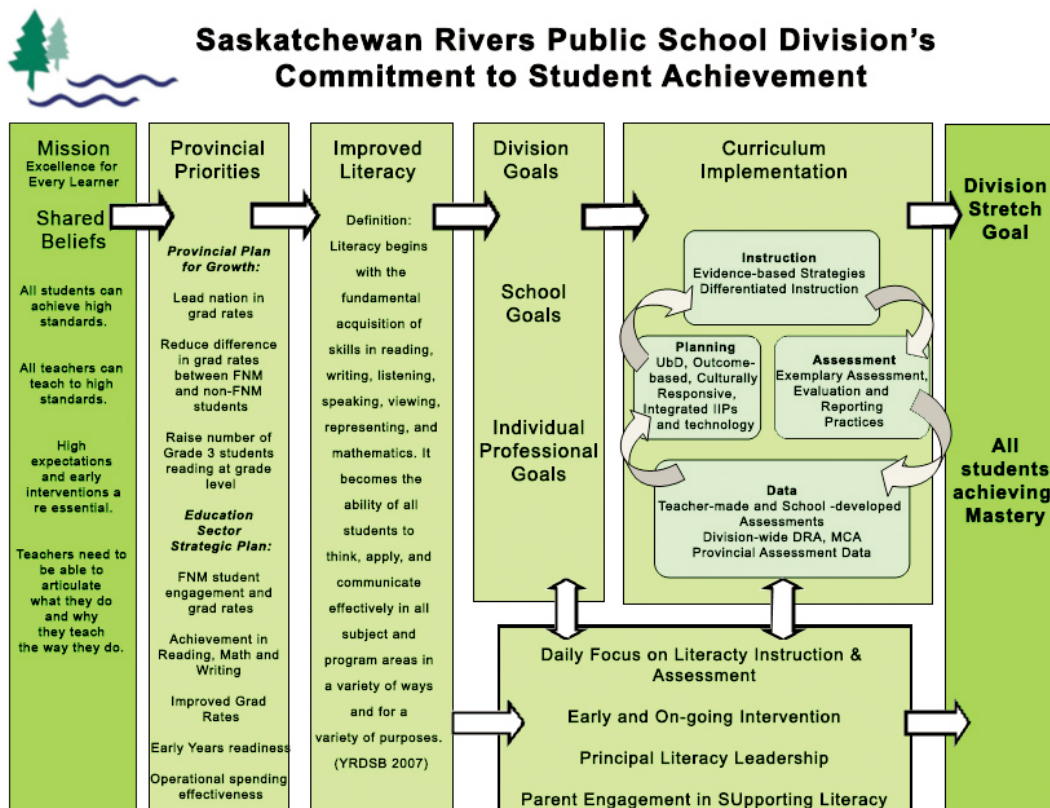 Saskatchewan Rivers Public School Division's
Commitment to Student Achievement
Mission
Excellence for
Every Learner
Shared
Beliefs
All students can
achieve high
standards.
All teachers can
teach to high
standards.
High
expectations
and early
interventions a
re essential.
Teachers need to
be able to
articulate
what they do
and why
they teach
the way they do.
Provincial
Priorities
Provincial Plan
for Growth:
Lead nation in
grad rates
Reduce difference
in grad rates
between FNM
and non-FNM
students
Raise number of
Grade 3 students
reading at grade
level
Education
Sector
Strategic Plan:
FNM student
engagement and
grad rates
Achievement in
Reading, Math and
Writing
Improved Grad
Rates
Early Years readiness
Operational spending
effectiveness
Improved
Literacy
Definition:
Literacy begins
with the
fundamental
acquisition of
skills in reading,
writing, listening,
speaking, viewing,
representing, and
mathematics. It
becomes the
ability of all
students to
think, apply, and
communicate
effectively in all
subject and
program areas in
a variety of ways
and for a
variety of purposes.
(YRDSB 2007)
Division
Goals
School
Goals
Individual
Professional
Goals
Curriculum
Implementation
Instruction
Evidence-based Strategies
Differentiated Instruction
Planning
UbD, Outcome-
based, Culturally
Responsive,
Integrated IIPs
and technology
Assessment
Exemplary Assessment,
Evaluation and
Reporting
Practices
Data
Teacher-made and School -developed
Assessments
Division-wide DRA, MCA
Provincial Assessment Data
Daily Focus on Literacty Instruction &
Assessment
Early and On-going Intervention
Principal Literacy Leadership
Parent Engagement in SUpporting Literacy
Division
Stretch
Goal
All
students
achieving
Mastery